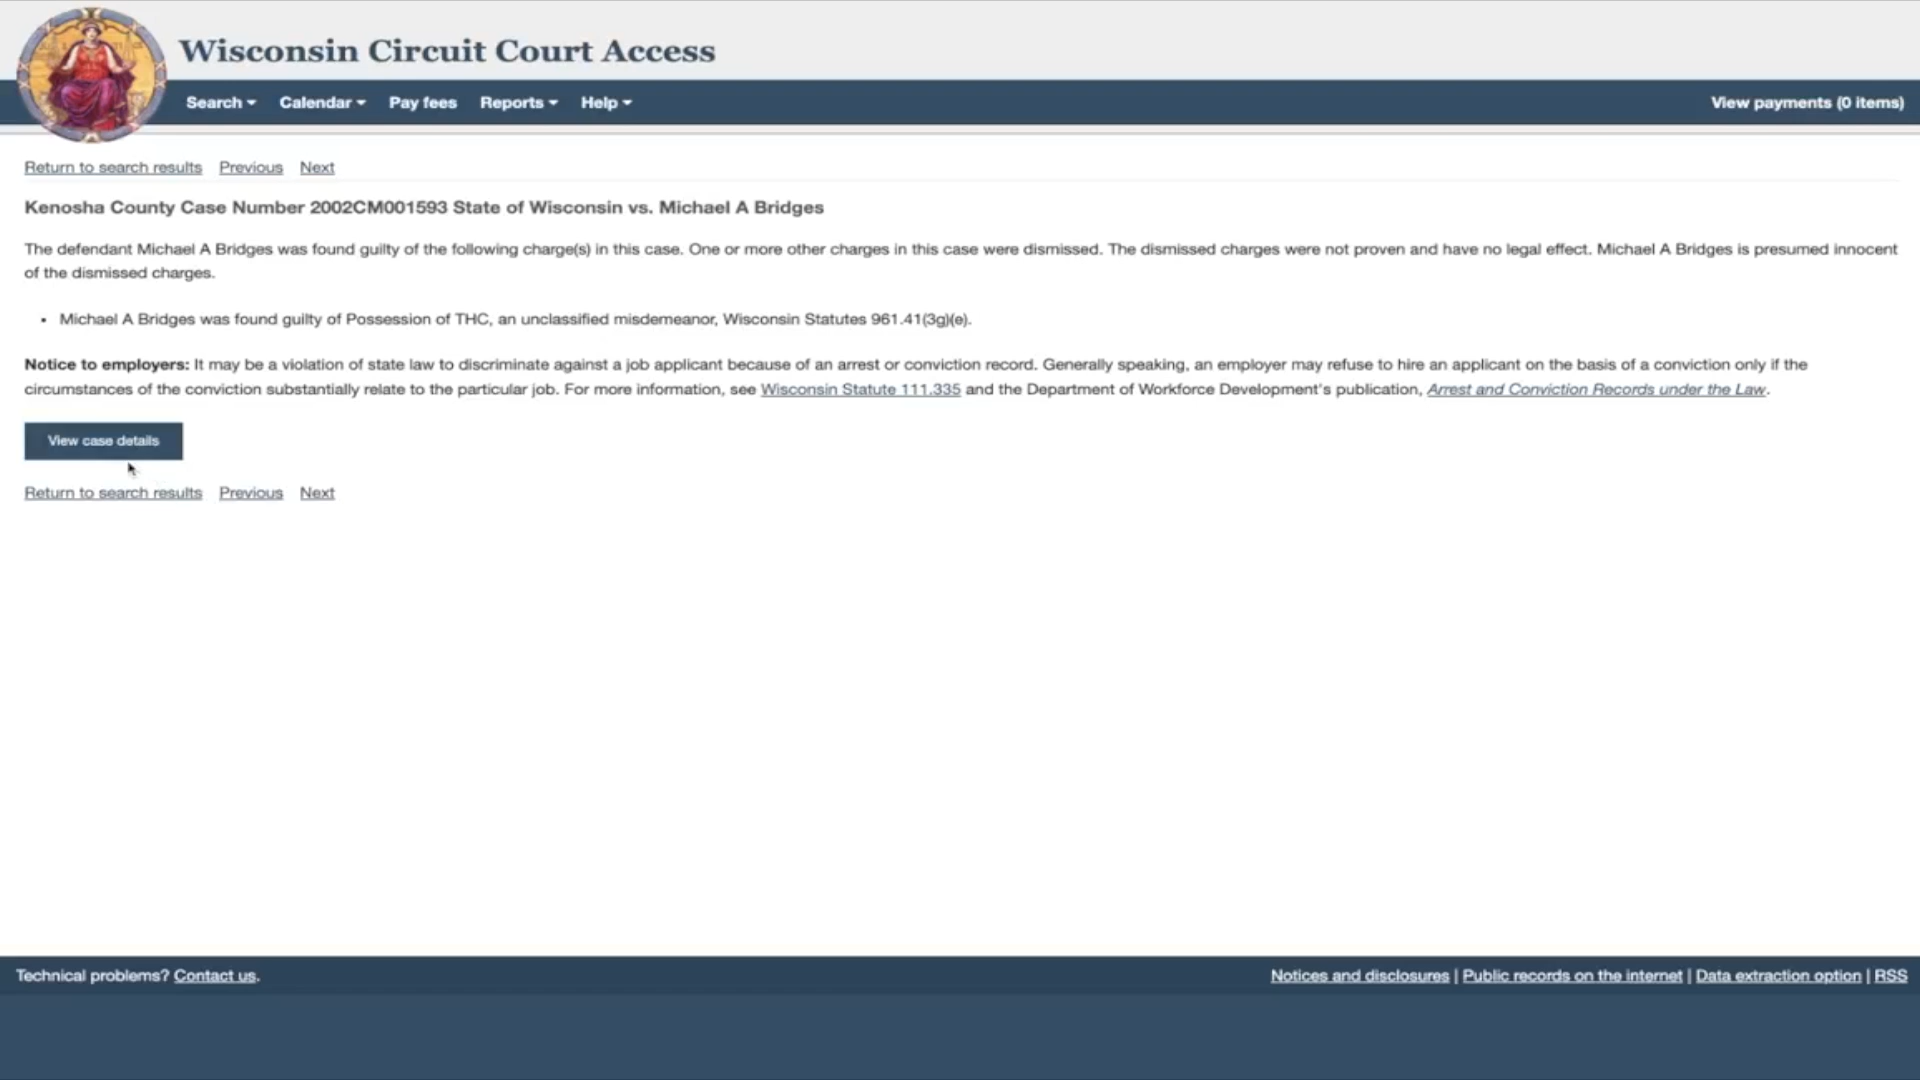 Wisconsin Circuit Court Access
Search Calendar Pay fees Reports Help View payments (0 items)
Return to search results Previous Next
Kenosha County Case Number 2002CM001593 State of Wisconsin vs. Michael A Bridges
The defendant Michael A Bridges was found guilty of the following charge(s) in this case. One or more other charges in this case were dismissed. The dismissed charges were not proven and have no legal effect. Michael A Bridges is presumed innocent
of the dismissed charges.
• Michael A Bridges was found guilty of Possession of THC, an unclassified misdemeanor, Wisconsin Statutes 961.41(3g)(e).
Notice to employers: It may be a violation of state law to discriminate against a job applicant because of an arrest or conviction record. Generally speaking, an employer may refuse to hire an applicant on the basis of a conviction only if the
circumstances of the conviction substantially relate to the particular job. For more information, see Wisconsin Statute 111.335 and the Department of Workforce Development's publication, Arrest and Conviction Records under the Law.
View case details
Return to search results Previous Next
Technical problems? Contact us. Notices and disclosures | Public records on the internet | Data extraction option | RSS